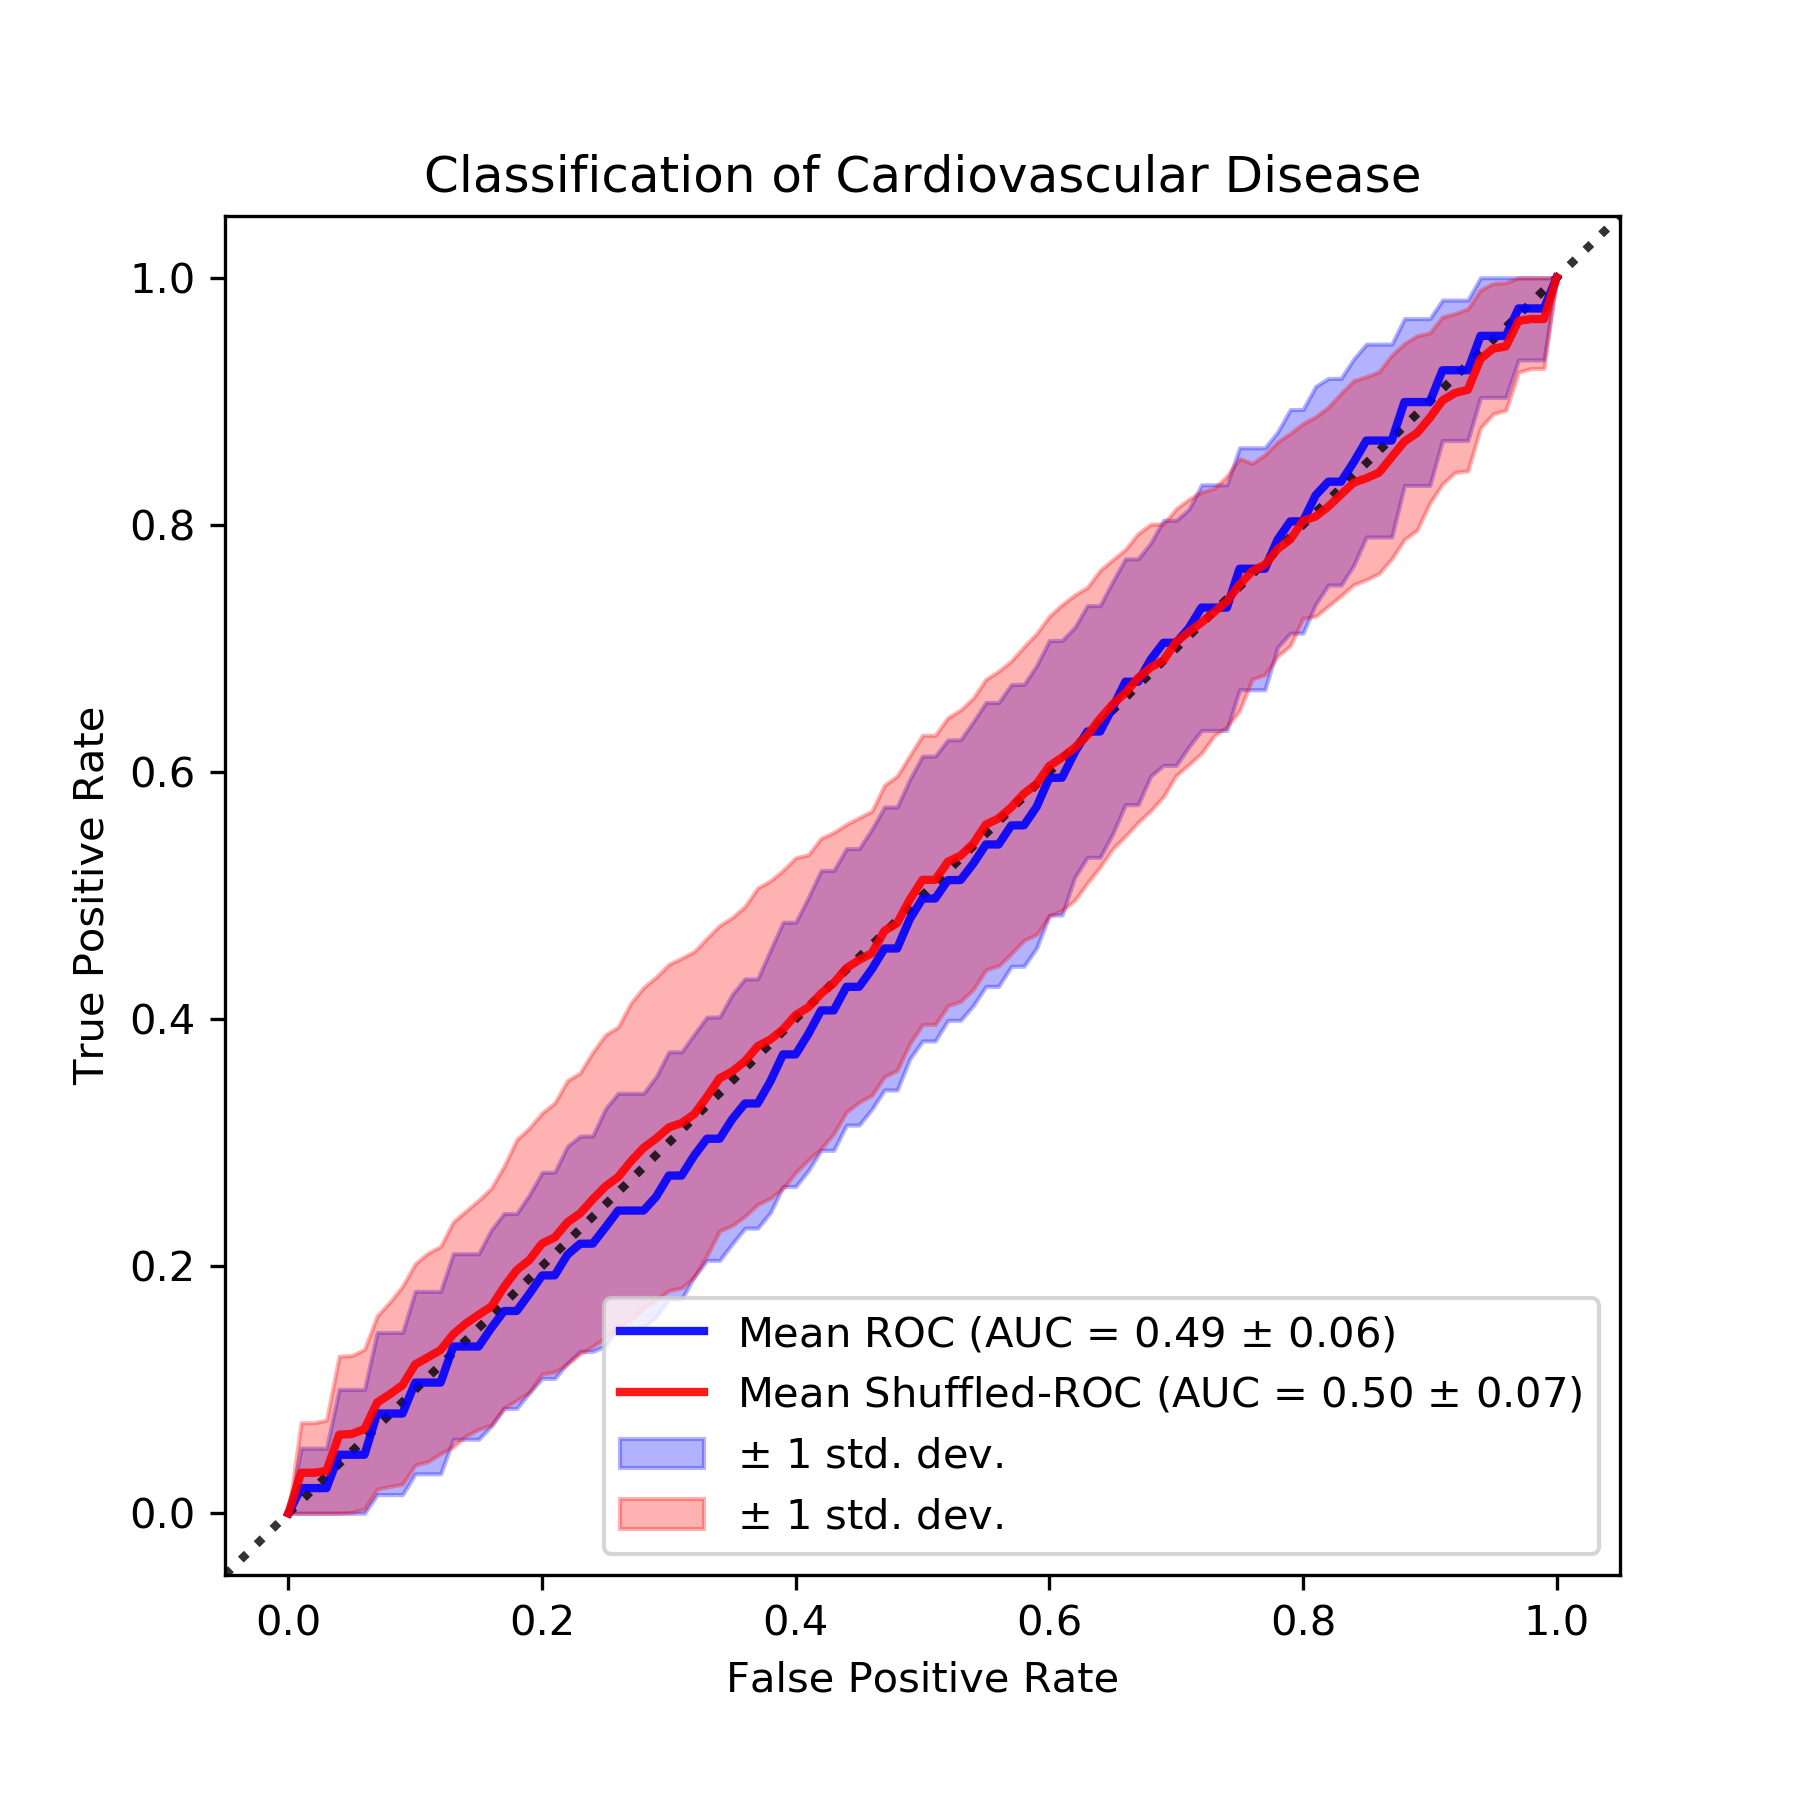 Classification of Cardiovascular Disease
1.0
0.8
0.6
0.4
0.2
0.0
True Positive Rate
Mean ROC (AUC = 0.49 ± 0.06)
Mean Shuffled-ROC (AUC = 0.50 ± 0.07)
± 1 std. dev.
± 1 std. dev.
0.0 0.2 0.4 0.6 0.8 1.0
False Positive Rate